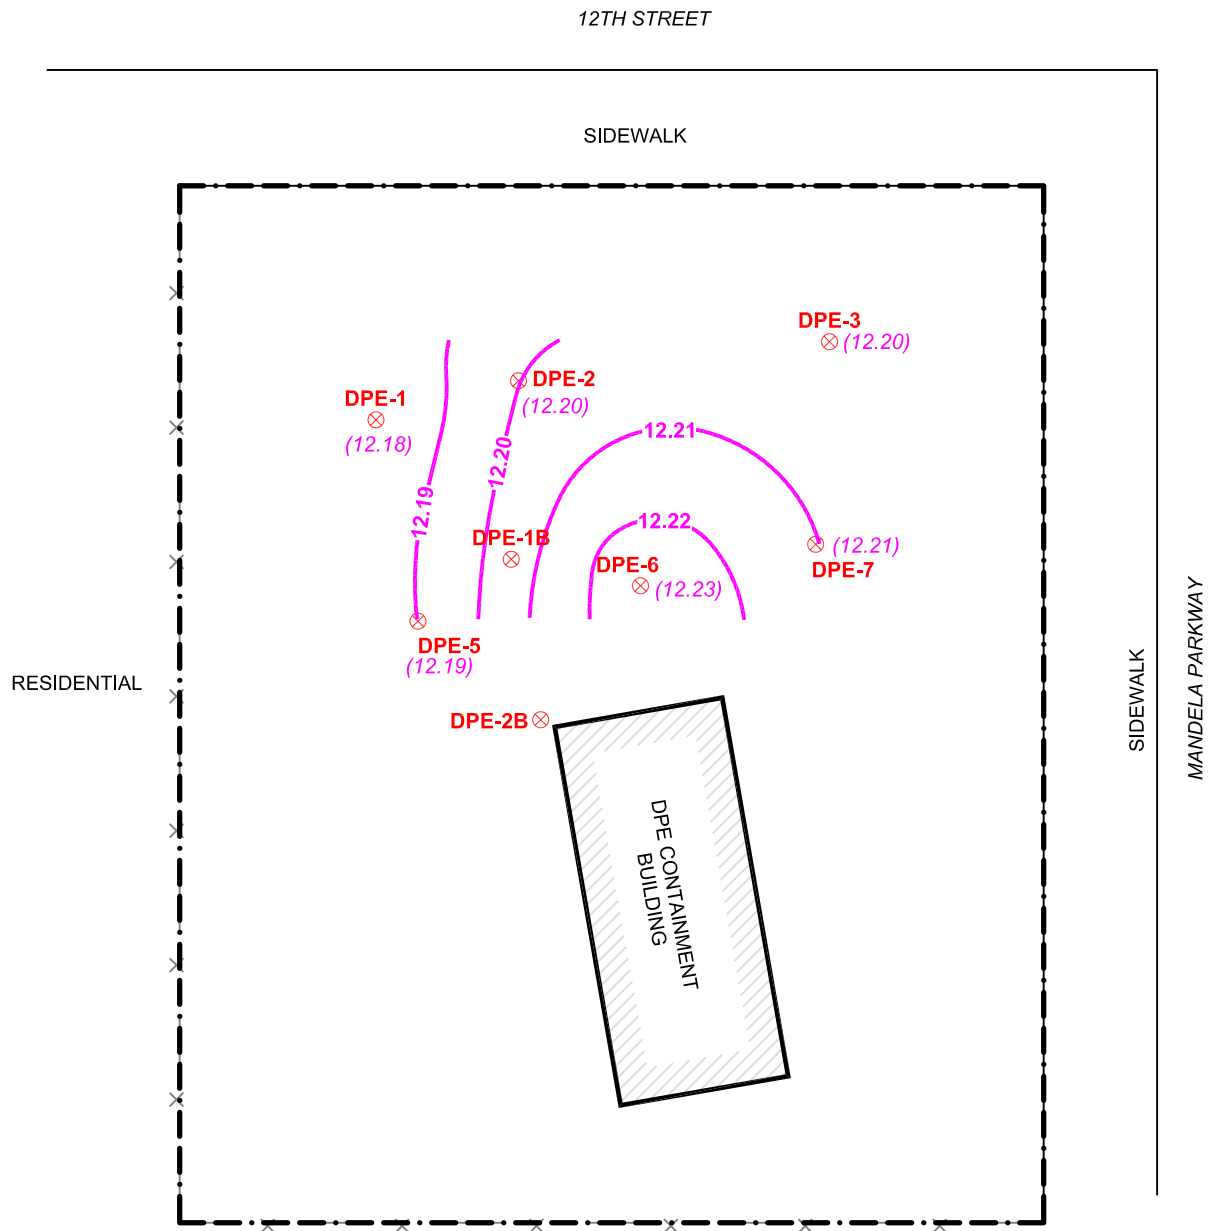 12TH STREET
SIDEWALK
DPE-3
(12.20)
DPE-2
(12.20)
DPE-1
(12.18)
12.21
12.20
12.19
12.22
DPE-1B
(12.21)
DPE-7
DPE-6
(12.23)
DPE-5
(12.19)
RESIDENTIAL
SIDEWALK
MANDELA PARKWAY
DPE-2B
DPE CONTAINMENT
BUILDING